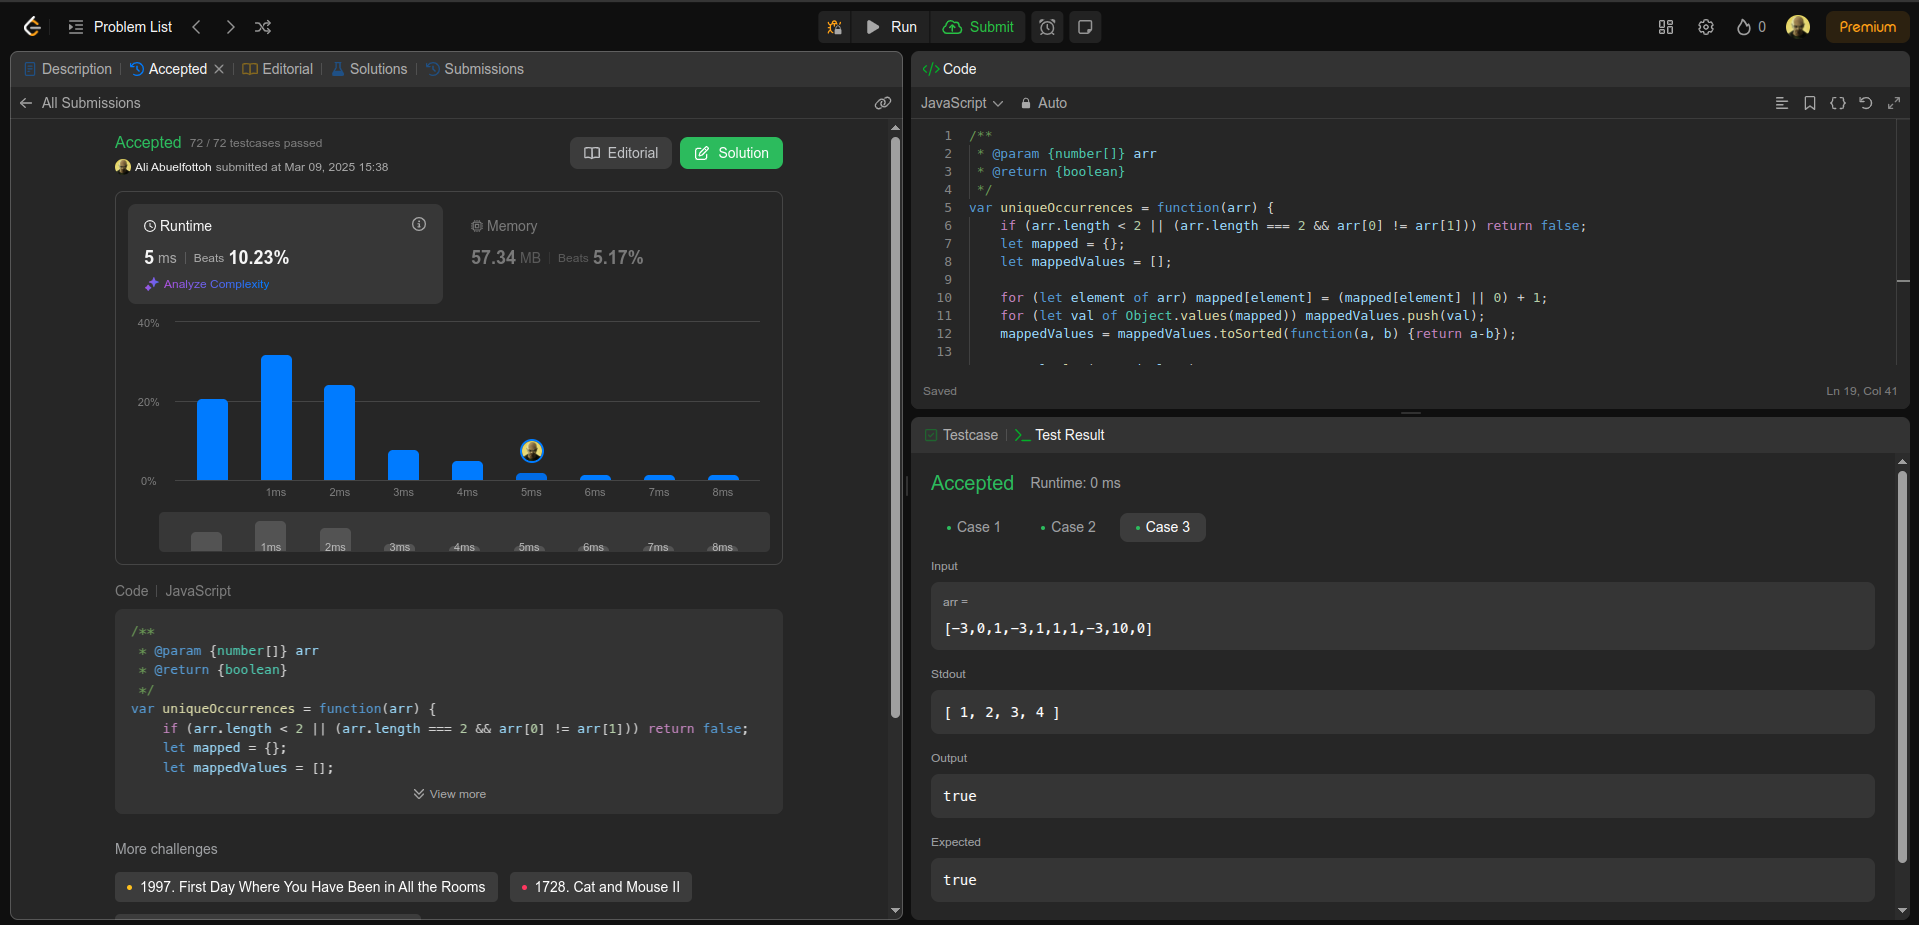 Problem List
Run
Submit
0
Premium
Description
Accepted
Editorial
Solutions
Submissions
All Submissions
Accepted 72 / 72 testcases passed
Ali Abuelfottoh submitted at Mar 09, 2025 15:38
Editorial
Solution
Runtime
5 ms | Beats 10.23%
Analyze Complexity
Memory
57.34 MB | Beats 5.17%
40%
20%
0%
1ms 2ms 3ms 4ms 5ms 6ms 7ms 8ms
1ms 2ms 3ms 4ms 5ms 6ms 7ms 8ms
Code | JavaScript
/**
 * @param {number[]} arr
 * @return {boolean}
 */
var uniqueOccurrences = function(arr) {
    if (arr.length < 2 || (arr.length === 2 && arr[0] != arr[1])) return false;
    let mapped = {};
    let mappedValues = [];
View more
More challenges
1997. First Day Where You Have Been in All the Rooms
1728. Cat and Mouse II
</> Code
JavaScript
Auto
1 /**
2  * @param {number[]} arr
3  * @return {boolean}
4  */
5 var uniqueOccurrences = function(arr) {
6     if (arr.length < 2 || (arr.length === 2 && arr[0] != arr[1])) return false;
7     let mapped = {};
8     let mappedValues = [];
9
10     for (let element of arr) mapped[element] = (mapped[element] || 0) + 1;
11     for (let val of Object.values(mapped)) mappedValues.push(val);
12     mappedValues = mappedValues.toSorted(function(a, b) {return a-b});
13
Saved
Ln 19, Col 41
Testcase
>_ Test Result
Accepted Runtime: 0 ms
Case 1
Case 2
Case 3
Input
arr =
[-3,0,1,-3,1,1,1,-3,10,0]
Stdout
[ 1, 2, 3, 4 ]
Output
true
Expected
true